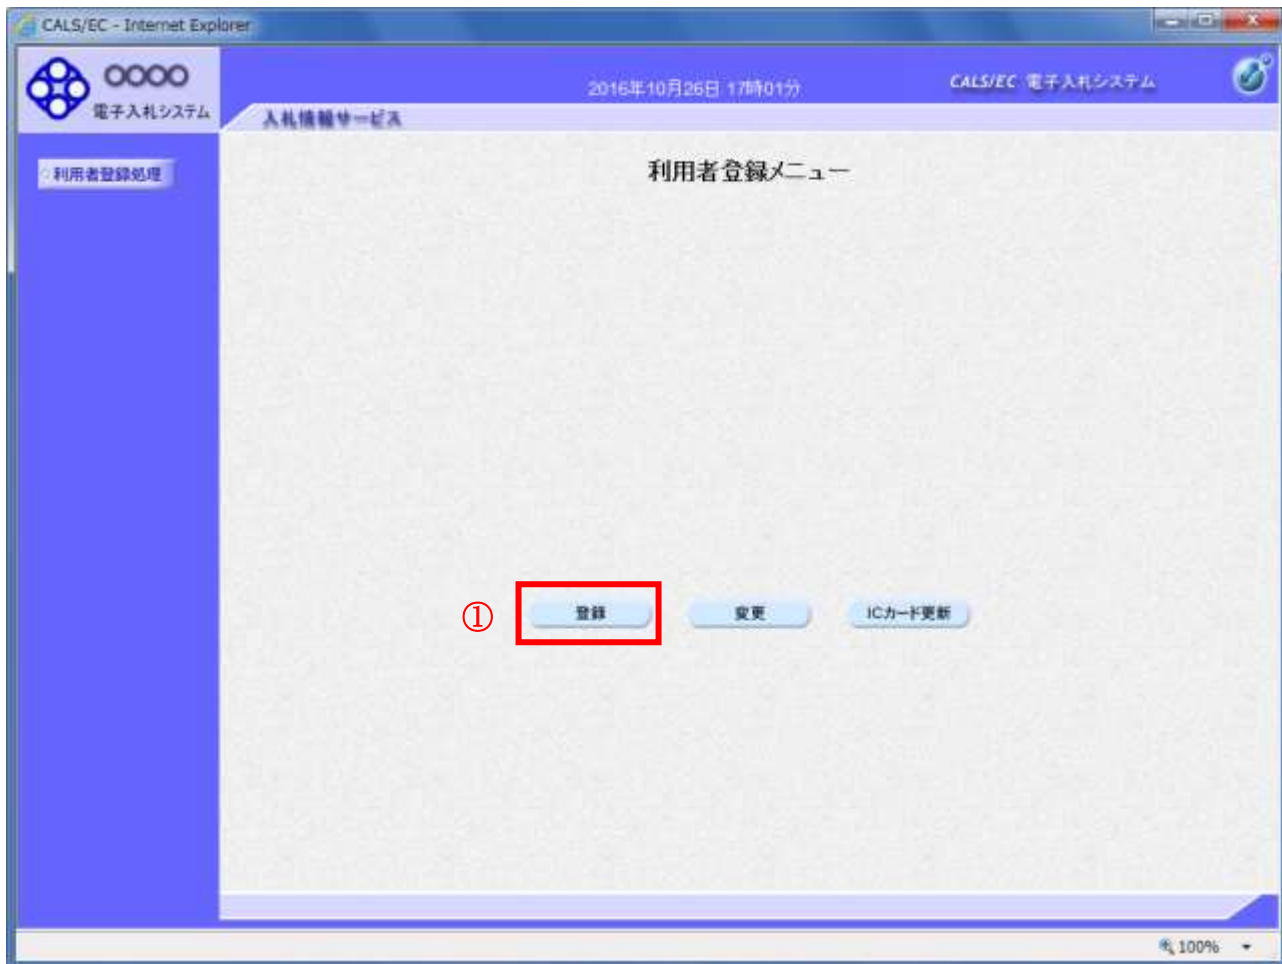 CALS/EC - Internet Explorer
○○○○
電子入札システム
2016年10月26日 17時01分
CALS/EC 電子入札システム
入札情報サービス
利用者登録処理
利用者登録メニュー
①
登録
変更
ICカード更新
100%